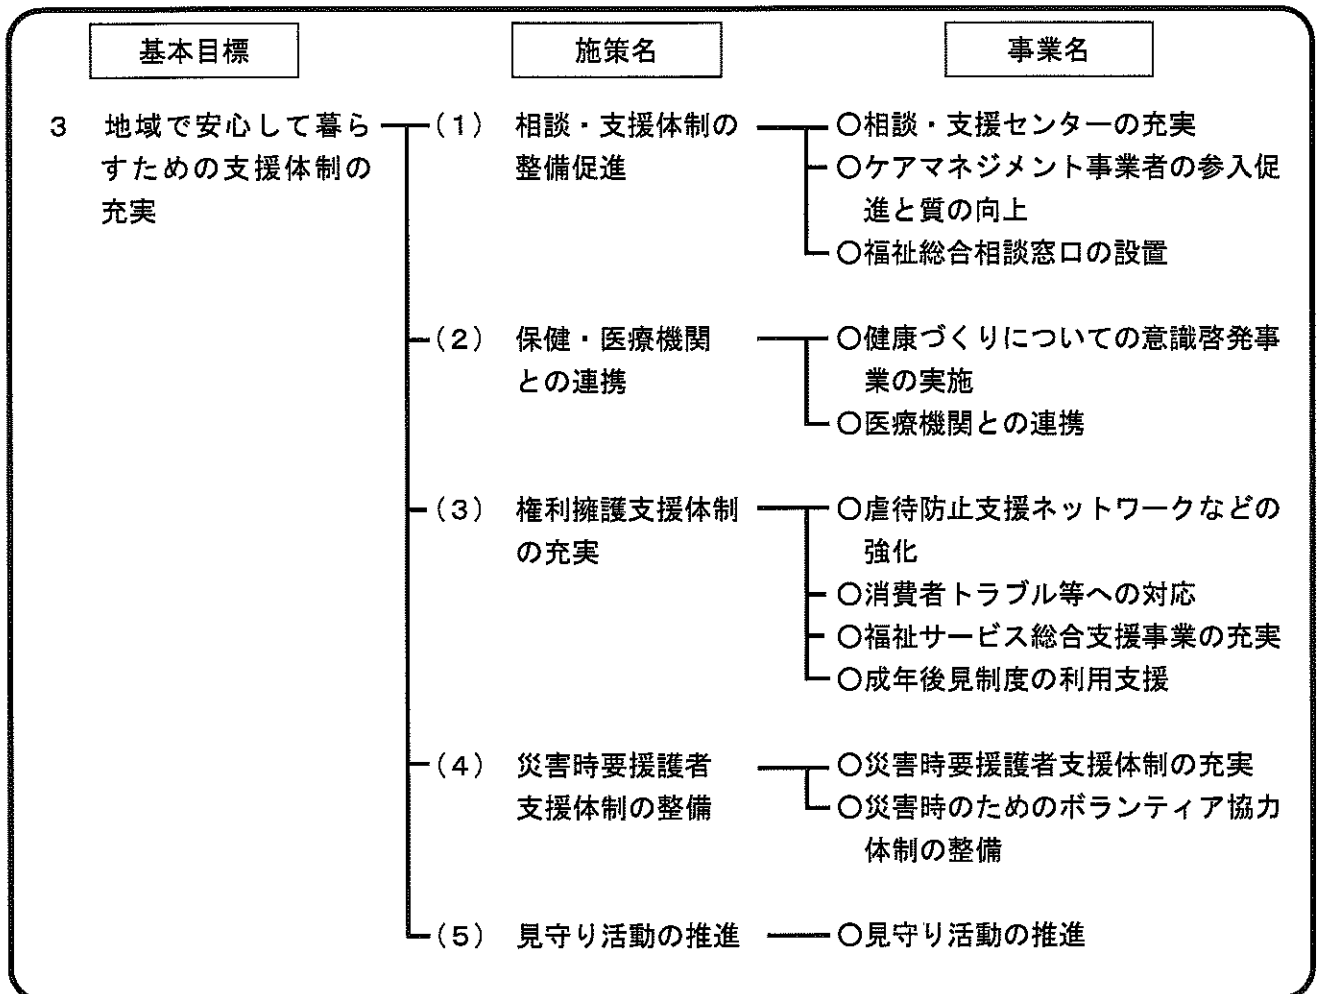 基本目標 施策名 事業名
3 地域で安心して暮ら (1) 相談・支援体制の ○相談・支援センターの充実
すための支援体制の 整備促進 ○ケアマネジメント事業者の参入促
充実 進と質の向上
○福祉総合相談窓口の設置
(2) 保健・医療機関 ○健康づくりについての意識啓発事
との連携 業の実施
○医療機関との連携
(3) 権利擁護支援体制 ○虐待防止支援ネットワークなどの
の充実 強化
○消費者トラブル等への対応
○福祉サービス総合支援事業の充実
○成年後見制度の利用支援
(4) 災害時要援護者 ○災害時要援護者支援体制の充実
支援体制の整備 ○災害時のためのボランティア協力
体制の整備
(5) 見守り活動の推進 ○見守り活動の推進